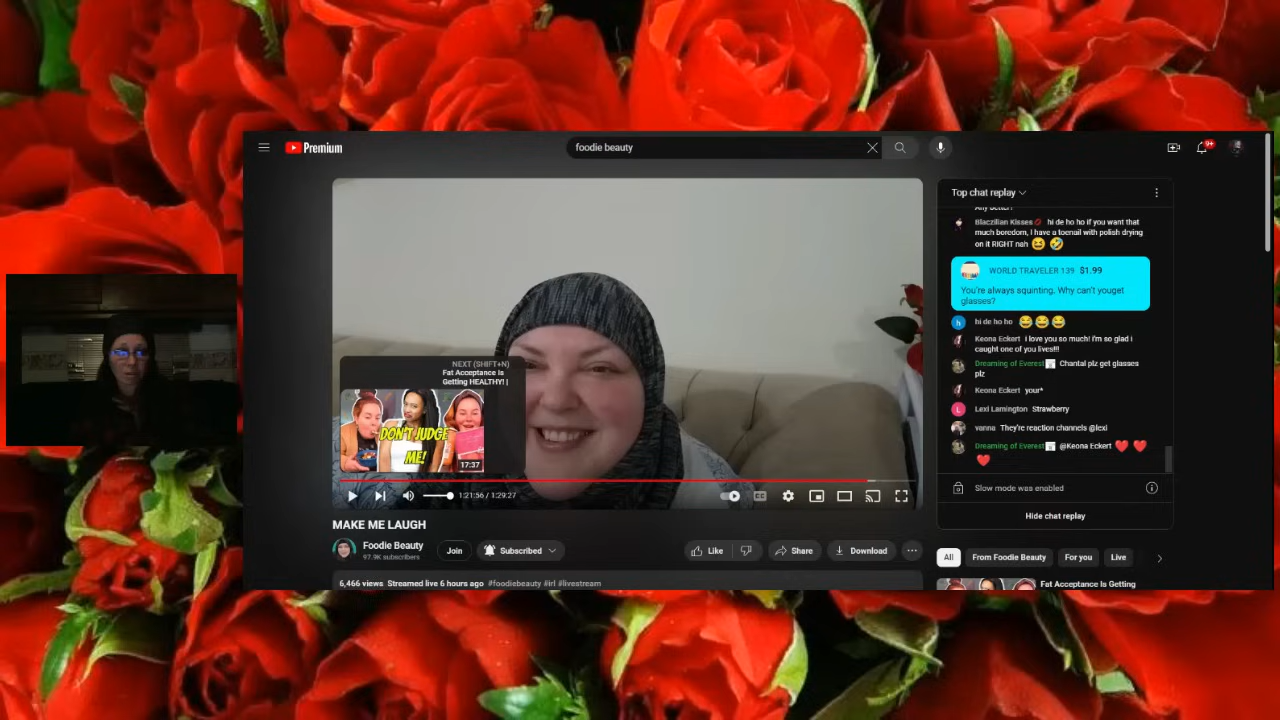 Premium
foodie beauty
9+
Top chat replay
Any better?
Blaczilian Kisses hi de ho ho if you want that
much boredom, I have a toenail with polish drying
on it RIGHT nah
WORLD TRAVELER 139 $1.99
You're always squinting. Why can't youget
glasses?
h
hi de ho ho
Keona Eckert i love you so much! I'm so glad i
caught one of you lives!!!
Dreaming of Everest Chantal plz get glasses
plz
Keona Eckert your*
L
Lexi Lamington Strawberry
vanna They're reaction channels @lexi
Dreaming of Everest @Keona Eckert
Slow mode was enabled
Hide chat replay
NEXT (SHIFT+N)
Fat Acceptance Is
Getting HEALTHY! |
DON'T JUDGE
ME!
17:37
1:21:56 / 1:29:27
CC
MAKE ME LAUGH
Foodie Beauty
97.9K subscribers
Join
Subscribed
Like
Share
Download
6,466 views Streamed live 6 hours ago #foodiebeauty #irl #livestream
All
From Foodie Beauty
For you
Live
Fat Acceptance Is Getting